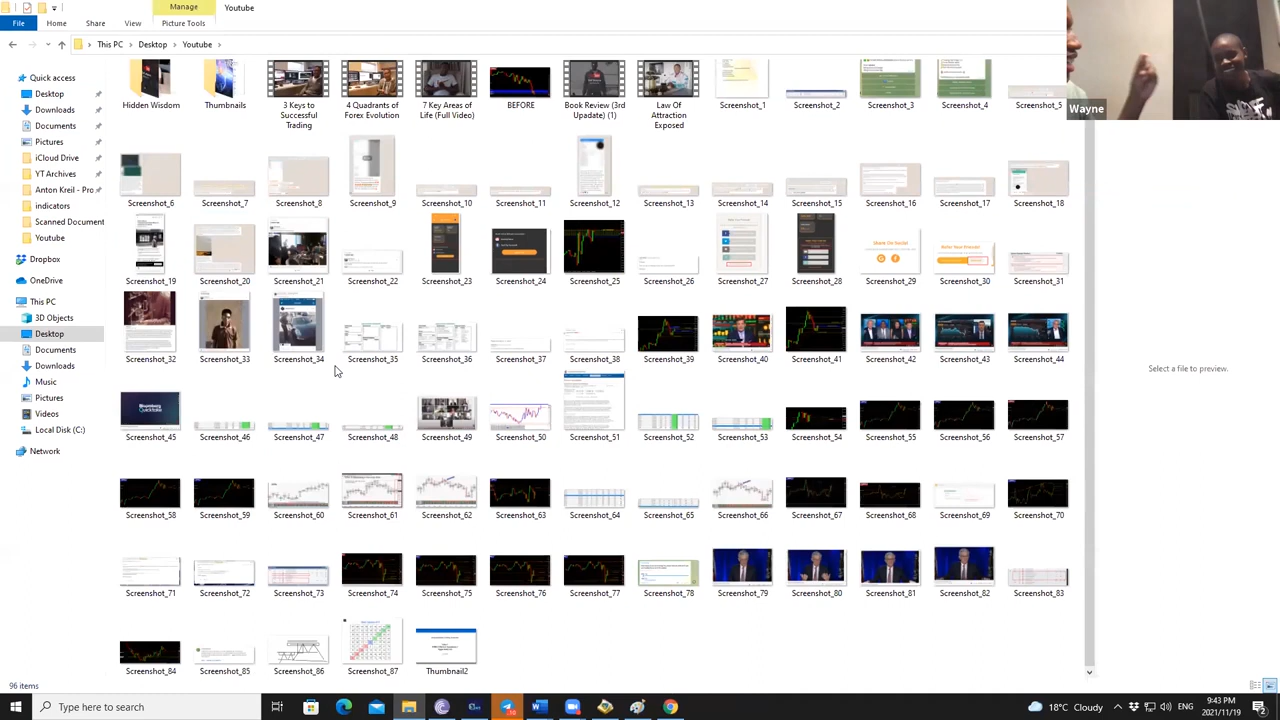 Manage
Youtube
File
Home
Share
View
Picture Tools
This PC
Desktop
Youtube
Wayne
Quick access
Desktop
Downloads
Documents
Pictures
iCloud Drive
YT Archives
Anton Kreil - Pro
indicators
Scanned Document
Youtube
Dropbox
OneDrive
This PC
3D Objects
Desktop
Documents
Downloads
Music
Pictures
Videos
Local Disk (C:)
Network
Hidden Wisdom
Thumbnails
3 Keys to
Successful
Trading
4 Quadrants of
Forex Evolution
7 Key Areas of
Life (Full Video)
BEFORE
Book Review (3rd
Upadate) (1)
Law Of
Attraction
Exposed
Screenshot_1
Screenshot_2
Screenshot_3
Screenshot_4
Screenshot_5
Screenshot_6
Screenshot_7
Screenshot_8
Screenshot_9
Screenshot_10
Screenshot_11
Screenshot_12
Screenshot_13
Screenshot_14
Screenshot_15
Screenshot_16
Screenshot_17
Screenshot_18
Screenshot_19
Screenshot_20
Screenshot_21
Screenshot_22
Screenshot_23
Screenshot_24
Screenshot_25
Screenshot_26
Screenshot_27
Screenshot_28
Screenshot_29
Screenshot_30
Screenshot_31
Screenshot_32
Screenshot_33
Screenshot_34
Screenshot_35
Screenshot_36
Screenshot_37
Screenshot_38
Screenshot_39
Screenshot_40
Screenshot_41
Screenshot_42
Screenshot_43
Screenshot_44
Screenshot_45
Screenshot_46
Screenshot_47
Screenshot_48
Screenshot_49
Screenshot_50
Screenshot_51
Screenshot_52
Screenshot_53
Screenshot_54
Screenshot_55
Screenshot_56
Screenshot_57
Screenshot_58
Screenshot_59
Screenshot_60
Screenshot_61
Screenshot_62
Screenshot_63
Screenshot_64
Screenshot_65
Screenshot_66
Screenshot_67
Screenshot_68
Screenshot_69
Screenshot_70
Screenshot_71
Screenshot_72
Screenshot_73
Screenshot_74
Screenshot_75
Screenshot_76
Screenshot_77
Screenshot_78
Screenshot_79
Screenshot_80
Screenshot_81
Screenshot_82
Screenshot_83
Screenshot_84
Screenshot_85
Screenshot_86
Screenshot_87
Thumbnail2
Select a file to preview.
96 items
Type here to search
18°C Cloudy
ENG
9:43 PM
2021/11/19